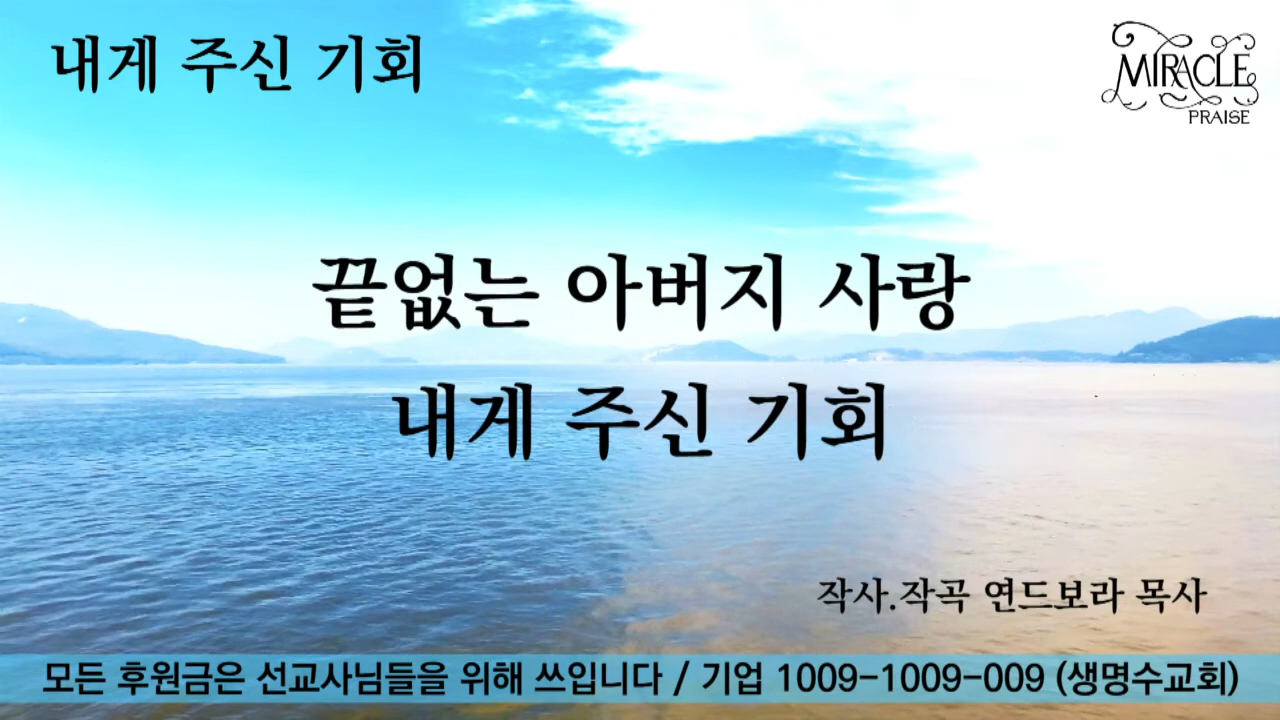 내게 주신 기회
MIRACLE
PRAISE
끝없는 아버지 사랑
내게 주신 기회
작사.작곡 연드보라 목사
모든 후원금은 선교사님들을 위해 쓰입니다 / 기업 1009-1009-009 (생명수교회)